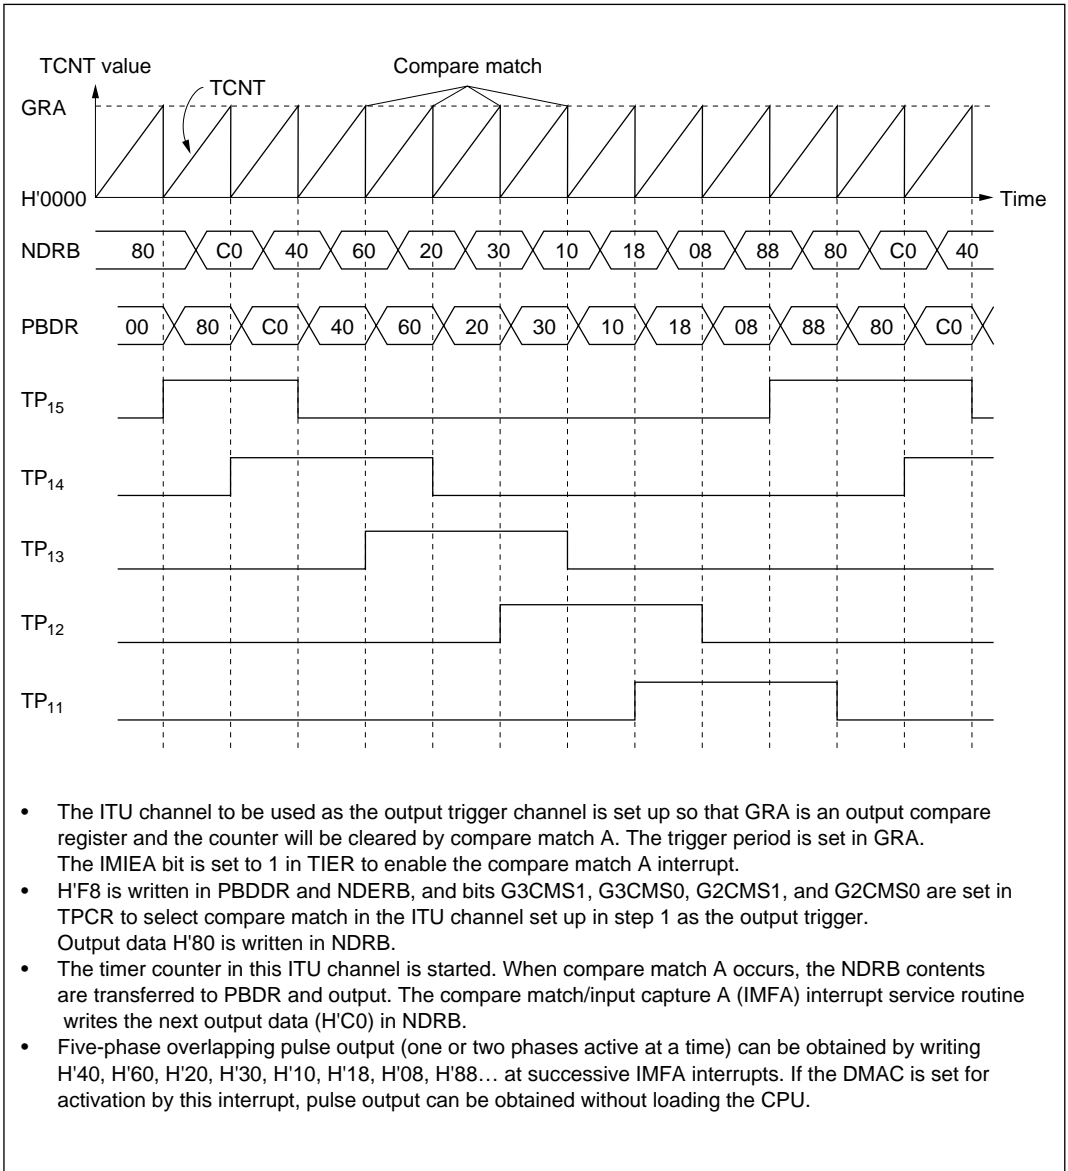 TCNT value
Compare match
TCNT
GRA
H'0000
Time
NDRB 80 C0 40 60 20 30 10 18 08 88 80 C0 40
PBDR 00 80 C0 40 60 20 30 10 18 08 88 80 C0
TP15
TP14
TP13
TP12
TP11
• The ITU channel to be used as the output trigger channel is set up so that GRA is an output compare
register and the counter will be cleared by compare match A. The trigger period is set in GRA.
The IMIEA bit is set to 1 in TIER to enable the compare match A interrupt.
• H'F8 is written in PBDDR and NDERB, and bits G3CMS1, G3CMS0, G2CMS1, and G2CMS0 are set in
TPCR to select compare match in the ITU channel set up in step 1 as the output trigger.
Output data H'80 is written in NDRB.
• The timer counter in this ITU channel is started. When compare match A occurs, the NDRB contents
are transferred to PBDR and output. The compare match/input capture A (IMFA) interrupt service routine
writes the next output data (H'C0) in NDRB.
• Five-phase overlapping pulse output (one or two phases active at a time) can be obtained by writing
H'40, H'60, H'20, H'30, H'10, H'18, H'08, H'88… at successive IMFA interrupts. If the DMAC is set for
activation by this interrupt, pulse output can be obtained without loading the CPU.